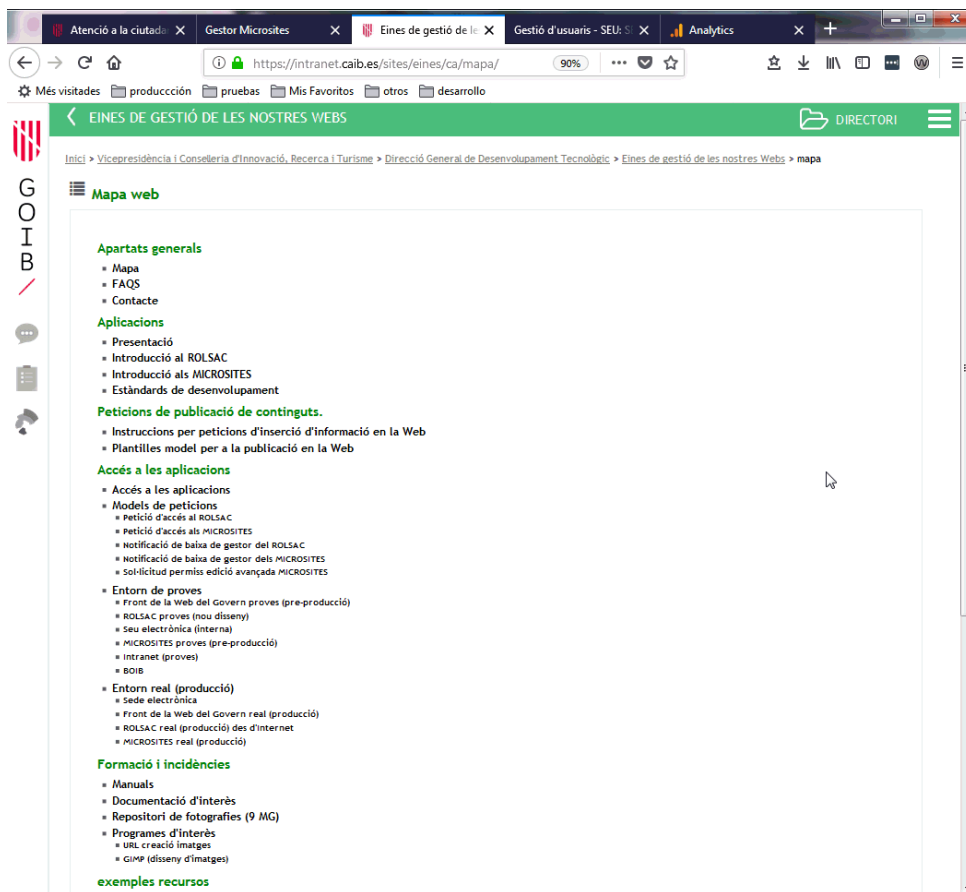 Atenció a la ciutada
Gestor Microsites
Eines de gestió de le
Gestió d'usuaris - SEU: S
Analytics
https://intranet.caib.es/sites/eines/ca/mapa/
90%
Més visitades
produccción
pruebas
Mis Favoritos
otros
desarrollo
EINES DE GESTIÓ DE LES NOSTRES WEBS
DIRECTORI
GOIB
Inici > Vicepresidència i Conselleria d'Innovació, Recerca i Turisme > Direcció General de Desenvolupament Tecnològic > Eines de gestió de les nostres Webs > mapa
Mapa web
Apartats generals
Mapa
FAQS
Contacte
Aplicacions
Presentació
Introducció al ROLSAC
Introducció als MICROSITES
Estàndards de desenvolupament
Peticions de publicació de continguts.
Instruccions per peticions d'inserció d'informació en la Web
Plantilles model per a la publicació en la Web
Accés a les aplicacions
Accés a les aplicacions
Models de peticions
Petició d'accés al ROLSAC
Petició d'accés als MICROSITES
Notificació de baixa de gestor del ROLSAC
Notificació de baixa de gestor dels MICROSITES
Sol·licitud permiss edició avançada MICROSITES
Entorn de proves
Front de la Web del Govern proves (pre-producció)
ROLSAC proves (nou disseny)
Seu electrònica (interna)
MICROSITES proves (pre-producció)
Intranet (proves)
BOIB
Entorn real (producció)
Sede electrònica
Front de la Web del Govern real (producció)
ROLSAC real (producció) des d'Internet
MICROSITES real (producció)
Formació i incidències
Manuals
Documentació d'interès
Repositori de fotografies (9 MG)
Programes d'interès
URL creació imatges
GIMP (disseny d'imatges)
exemples recursos